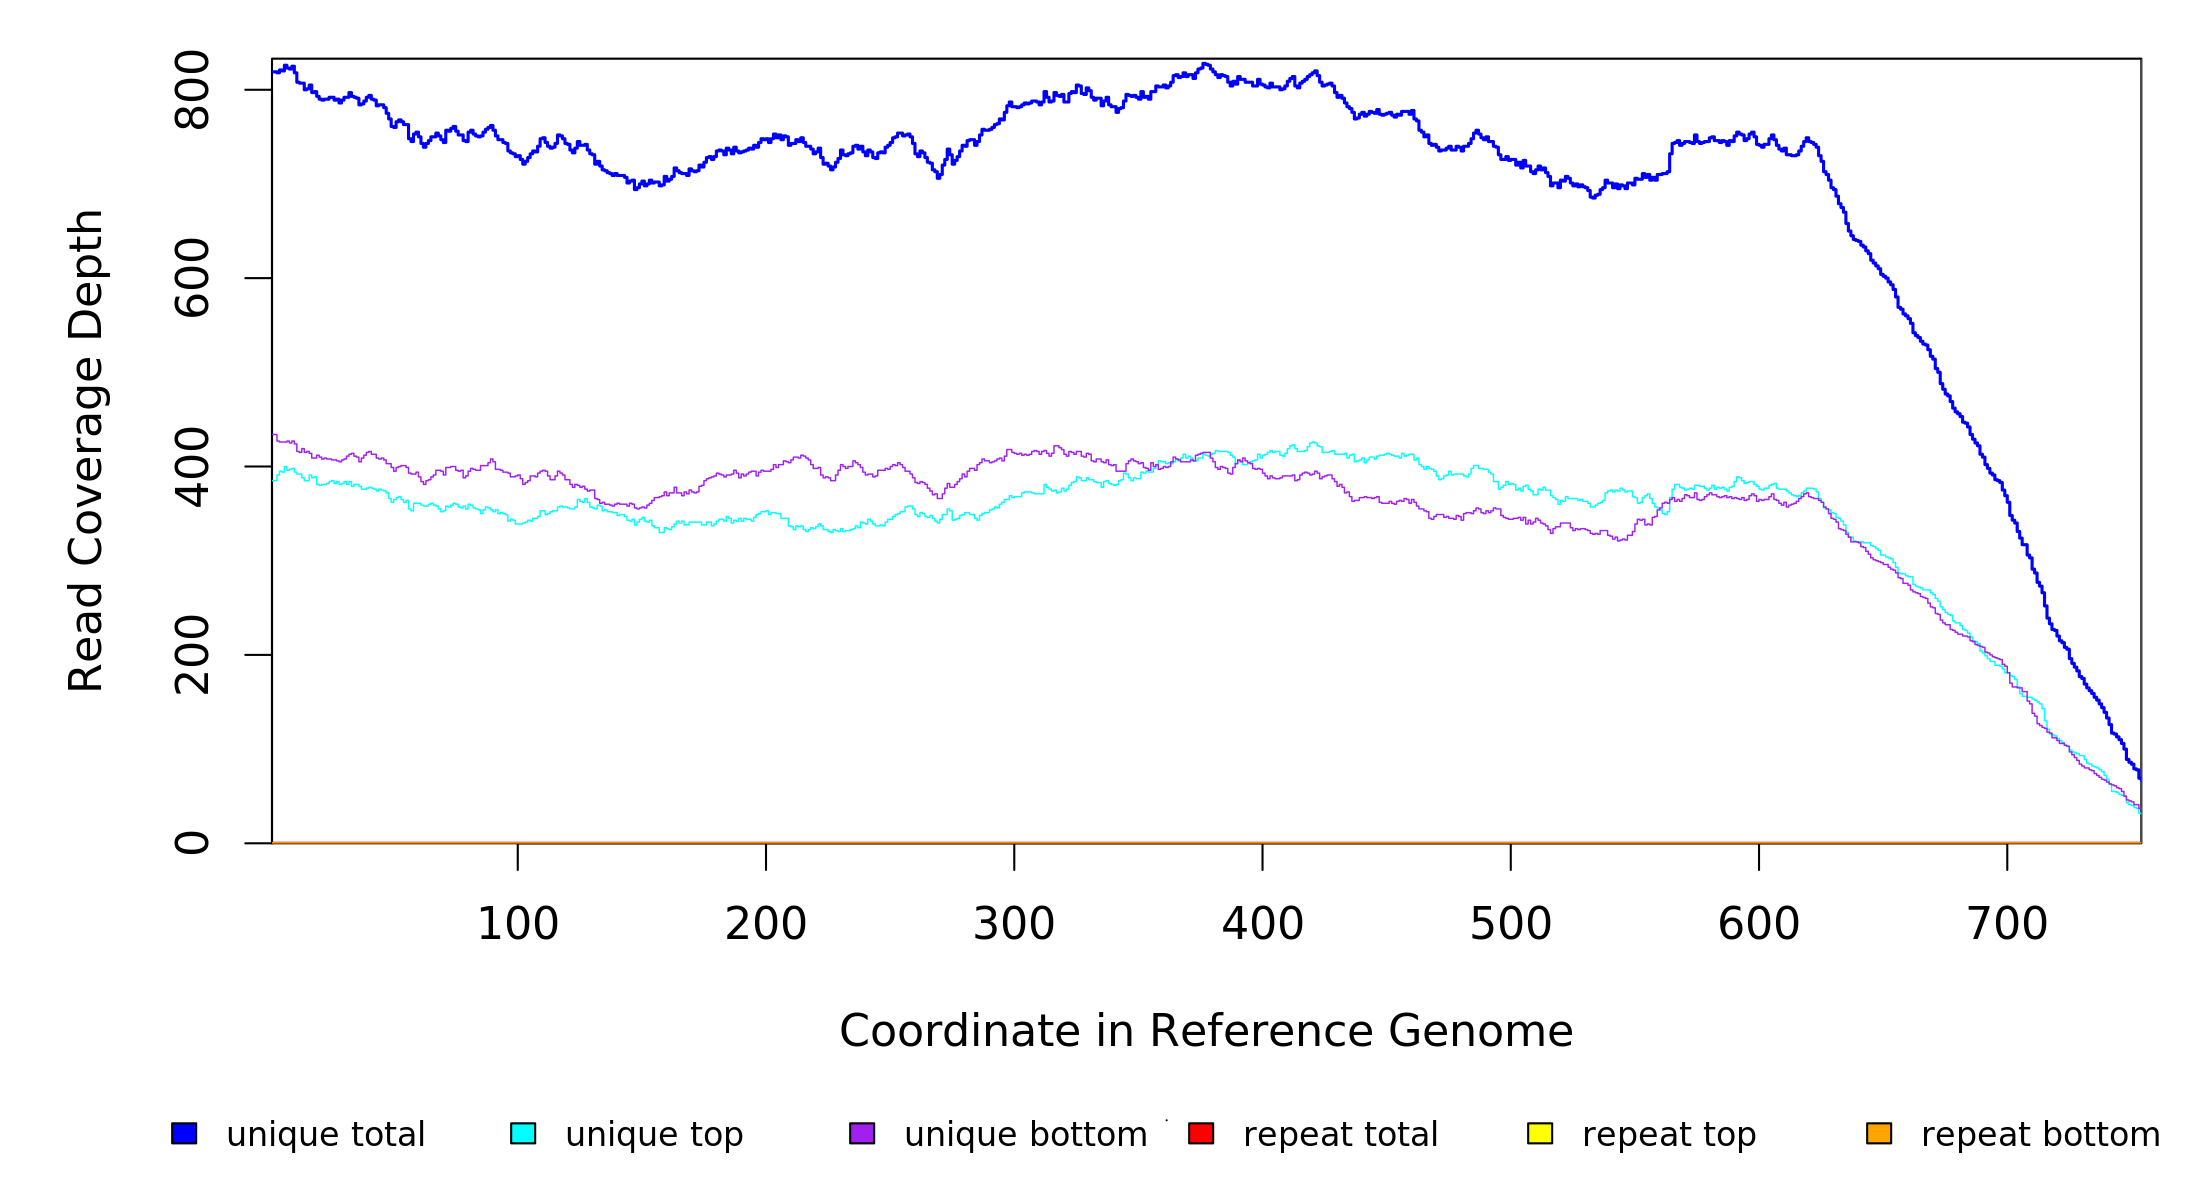 800
600
400
200
0
Read Coverage Depth
100 200 300 400 500 600 700
Coordinate in Reference Genome
unique total unique top unique bottom repeat total repeat top repeat bottom